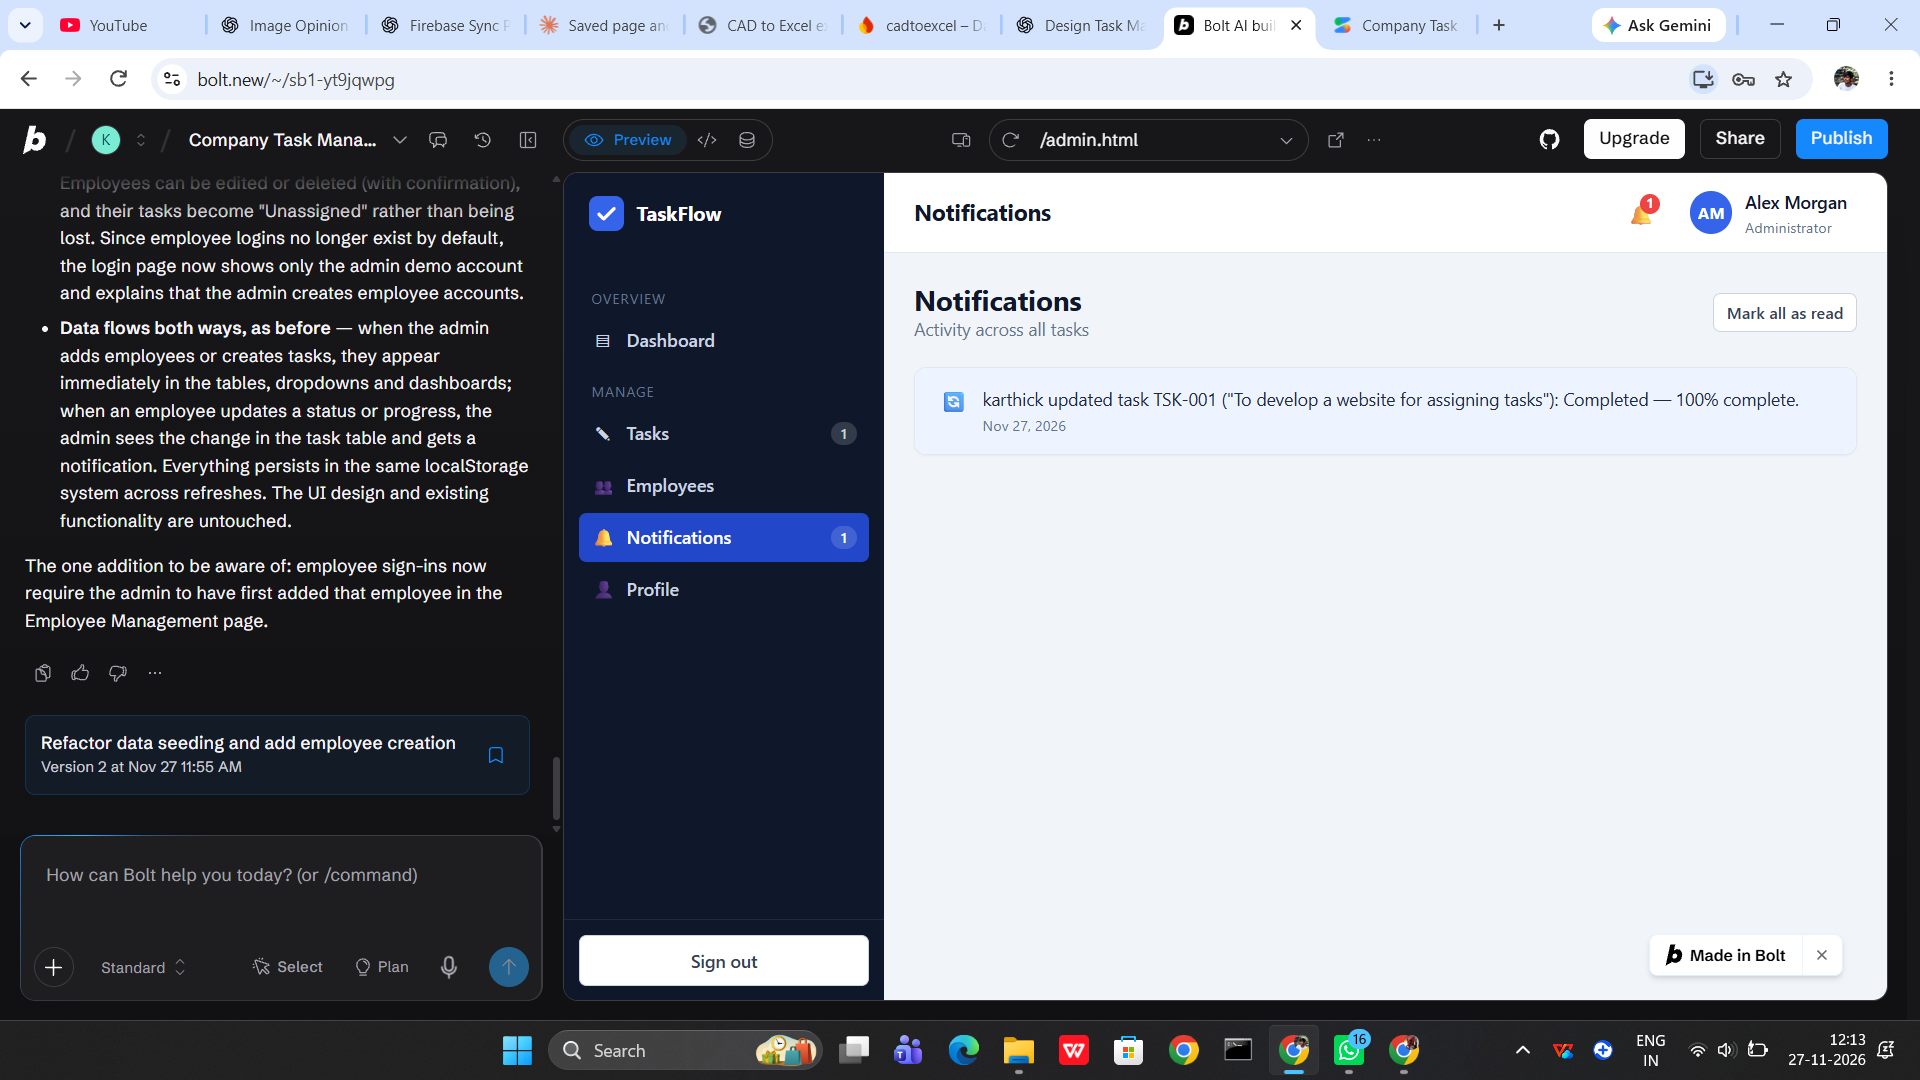 YouTube
Image Opinion
Firebase Sync P
Saved page and
CAD to Excel ex
cadtoexcel – Da
Design Task Ma
Bolt AI buil
Company Task
Ask Gemini
bolt.new/~/sb1-yt9jqwpg
K
Company Task Mana...
Preview
/admin.html
Upgrade
Share
Publish
Employees can be edited or deleted (with confirmation),
and their tasks become "Unassigned" rather than being
lost. Since employee logins no longer exist by default,
the login page now shows only the admin demo account
and explains that the admin creates employee accounts.
• Data flows both ways, as before — when the admin
adds employees or creates tasks, they appear
immediately in the tables, dropdowns and dashboards;
when an employee updates a status or progress, the
admin sees the change in the task table and gets a
notification. Everything persists in the same localStorage
system across refreshes. The UI design and existing
functionality are untouched.
The one addition to be aware of: employee sign-ins now
require the admin to have first added that employee in the
Employee Management page.
Refactor data seeding and add employee creation
Version 2 at Nov 27 11:55 AM
How can Bolt help you today? (or /command)
Standard
Select
Plan
TaskFlow
OVERVIEW
Dashboard
MANAGE
Tasks 1
Employees
Notifications 1
Profile
Sign out
Notifications
1
AM
Alex Morgan
Administrator
Notifications
Activity across all tasks
Mark all as read
karthick updated task TSK-001 ("To develop a website for assigning tasks"): Completed — 100% complete.
Nov 27, 2026
Made in Bolt
Search
16
ENG
IN
12:13
27-11-2026